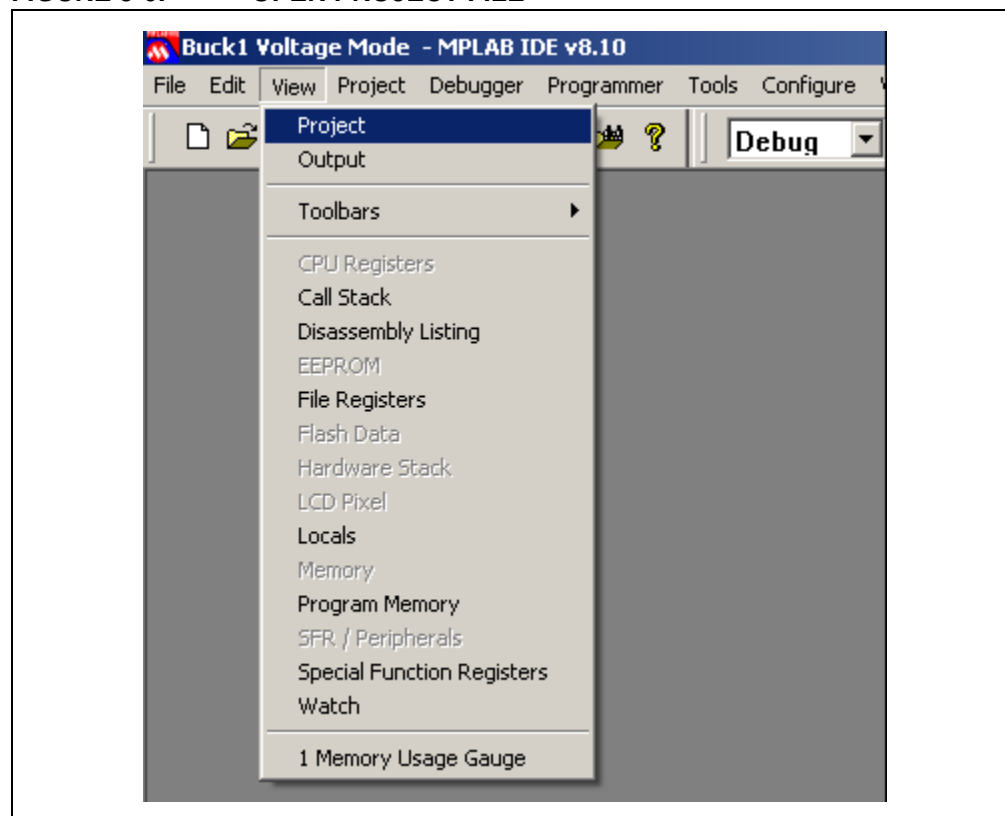 Buck1 Voltage Mode - MPLAB IDE v8.10
File Edit View Project Debugger Programmer Tools Configure
Debug
Project
Output
Toolbars
CPU Registers
Call Stack
Disassembly Listing
EEPROM
File Registers
Flash Data
Hardware Stack
LCD Pixel
Locals
Memory
Program Memory
SFR / Peripherals
Special Function Registers
Watch
1 Memory Usage Gauge